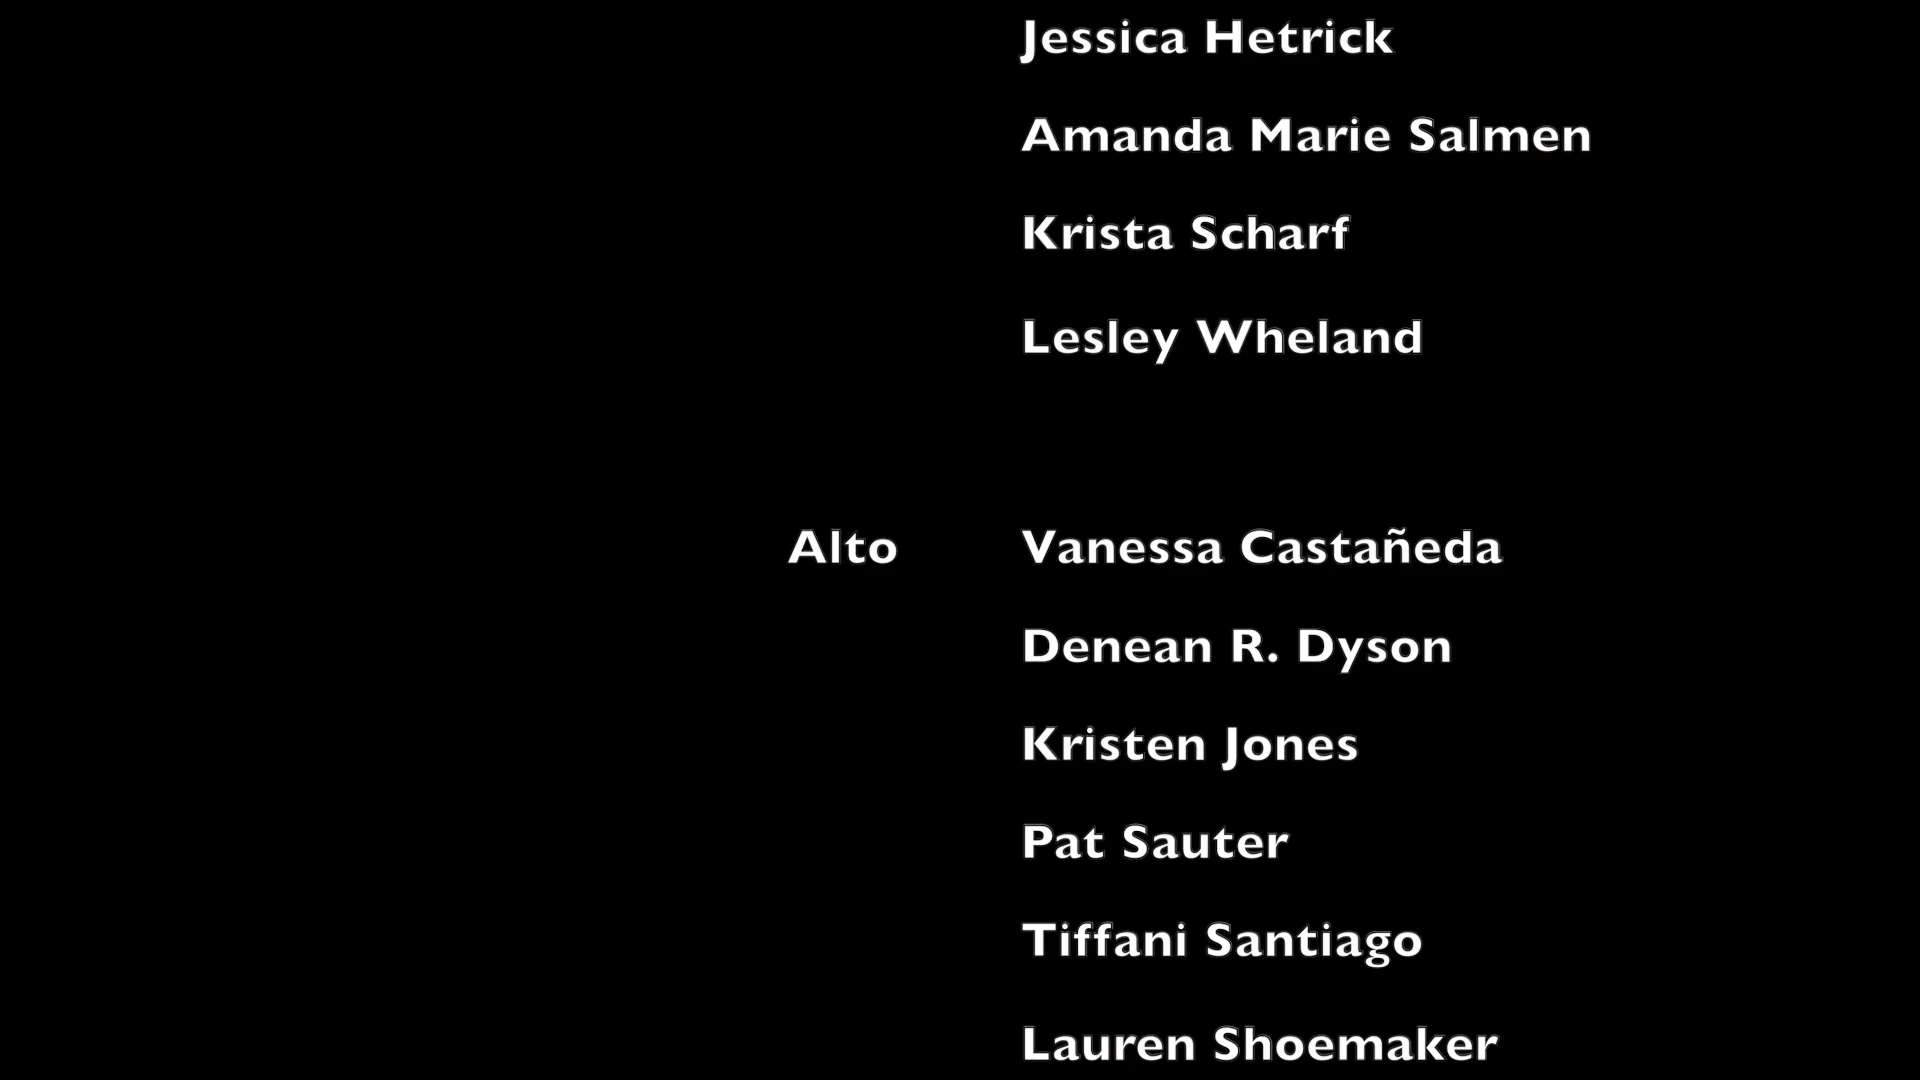 Jessica Hetrick
Amanda Marie Salmen
Krista Scharf
Lesley Wheland
Alto Vanessa Castañeda
Denean R. Dyson
Kristen Jones
Pat Sauter
Tiffani Santiago
Lauren Shoemaker